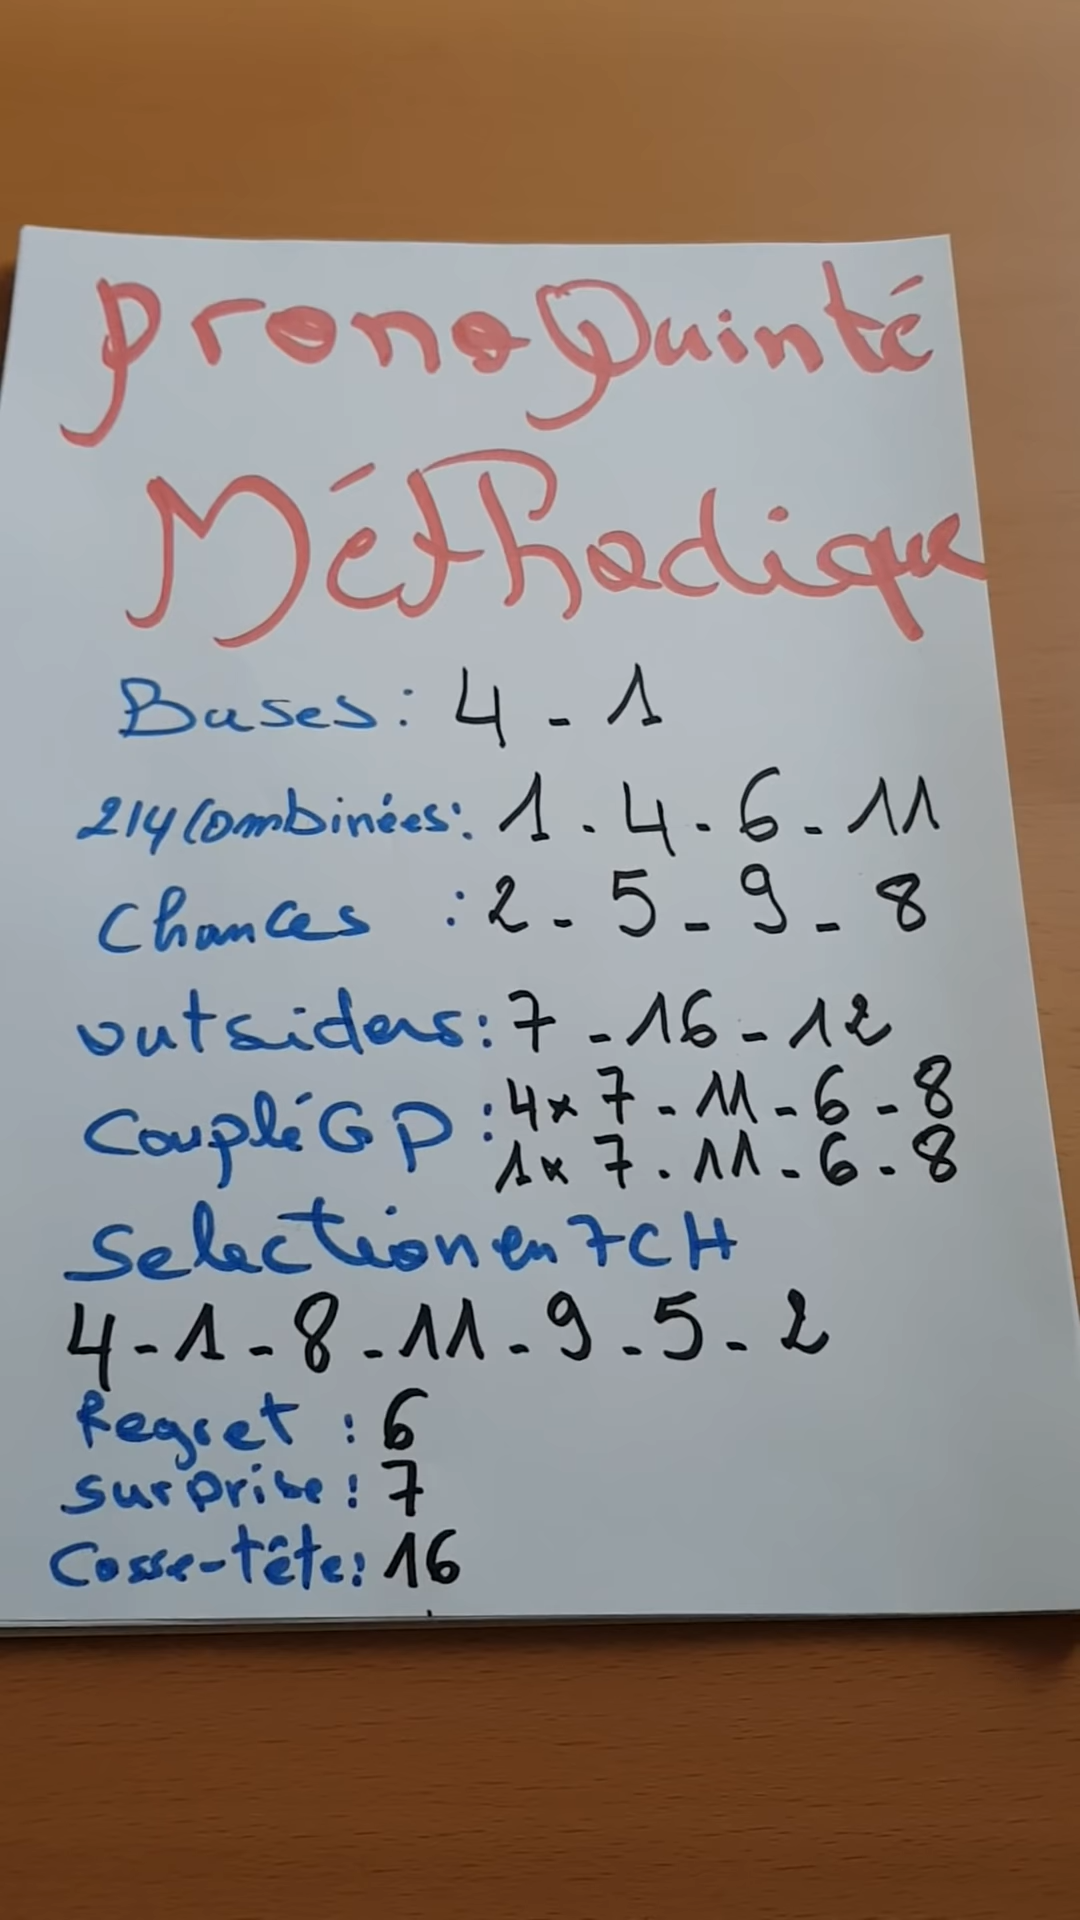 Prono Quinté
Méthodique
Bases: 4 - 1
2/4 Combinées: 1 - 4 - 6 - 11
Chances : 2 - 5 - 9 - 8
outsiders: 7 - 16 - 12
Couplé G P : 4x 7 - 11 - 6 - 8
1x 7 - 11 - 6 - 8
Selection en 7CH
4 - 1 - 8 - 11 - 9 - 5 - 2
Regret : 6
surprise: 7
Casse-tête: 16